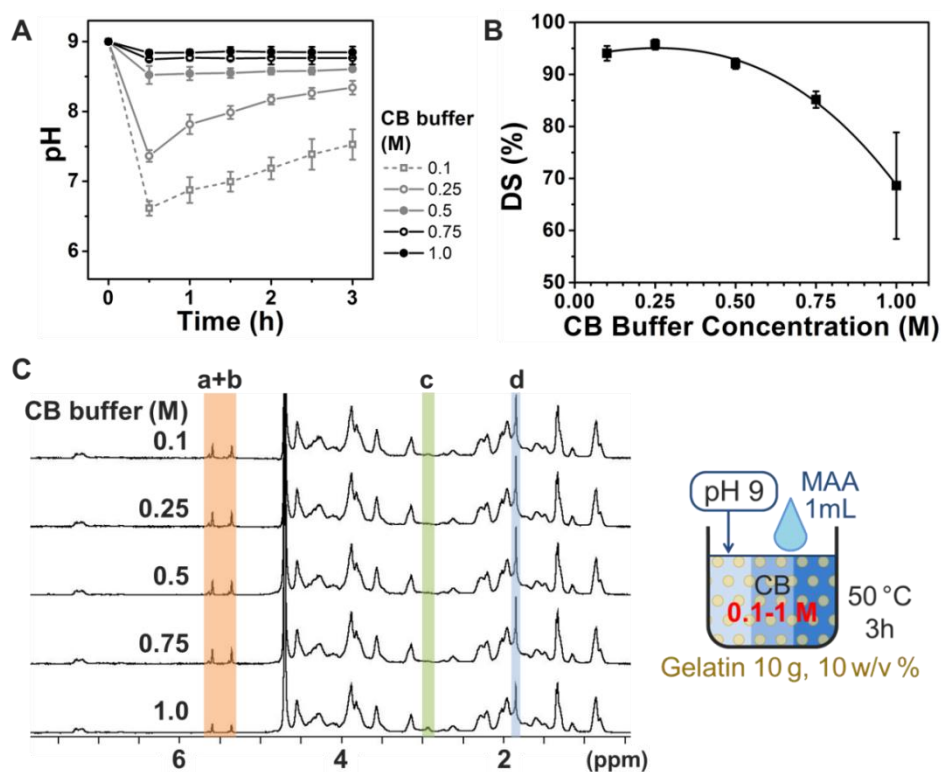 A
9
8
7
6
pH
0
1
2
3
Time (h)
CB buffer
(M)
0.1
0.25
0.5
0.75
1.0
B
100
90
80
70
60
50
DS (%)
0.00
0.25
0.50
0.75
1.00
CB Buffer Concentration (M)
C
a+b
c
d
CB buffer (M)
0.1
0.25
0.5
0.75
1.0
6
4
2
(ppm)
pH 9
MAA
1mL
CB
0.1-1 M
50 °C
3h
Gelatin 10 g, 10 w/v %